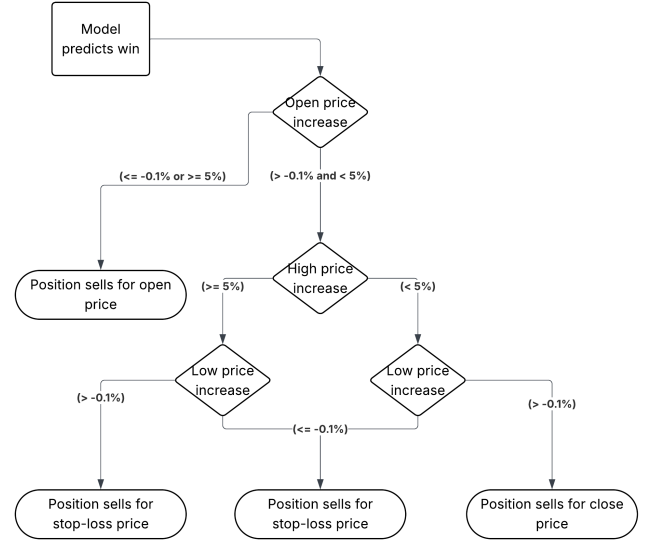 Model
predicts win
Open price
increase
(<= -0.1% or >= 5%)
(> -0.1% and < 5%)
Position sells for open
price
High price
increase
(>= 5%)
(< 5%)
Low price
increase
Low price
increase
(> -0.1%)
(> -0.1%)
(<= -0.1%)
Position sells for
stop-loss price
Position sells for
stop-loss price
Position sells for close
price